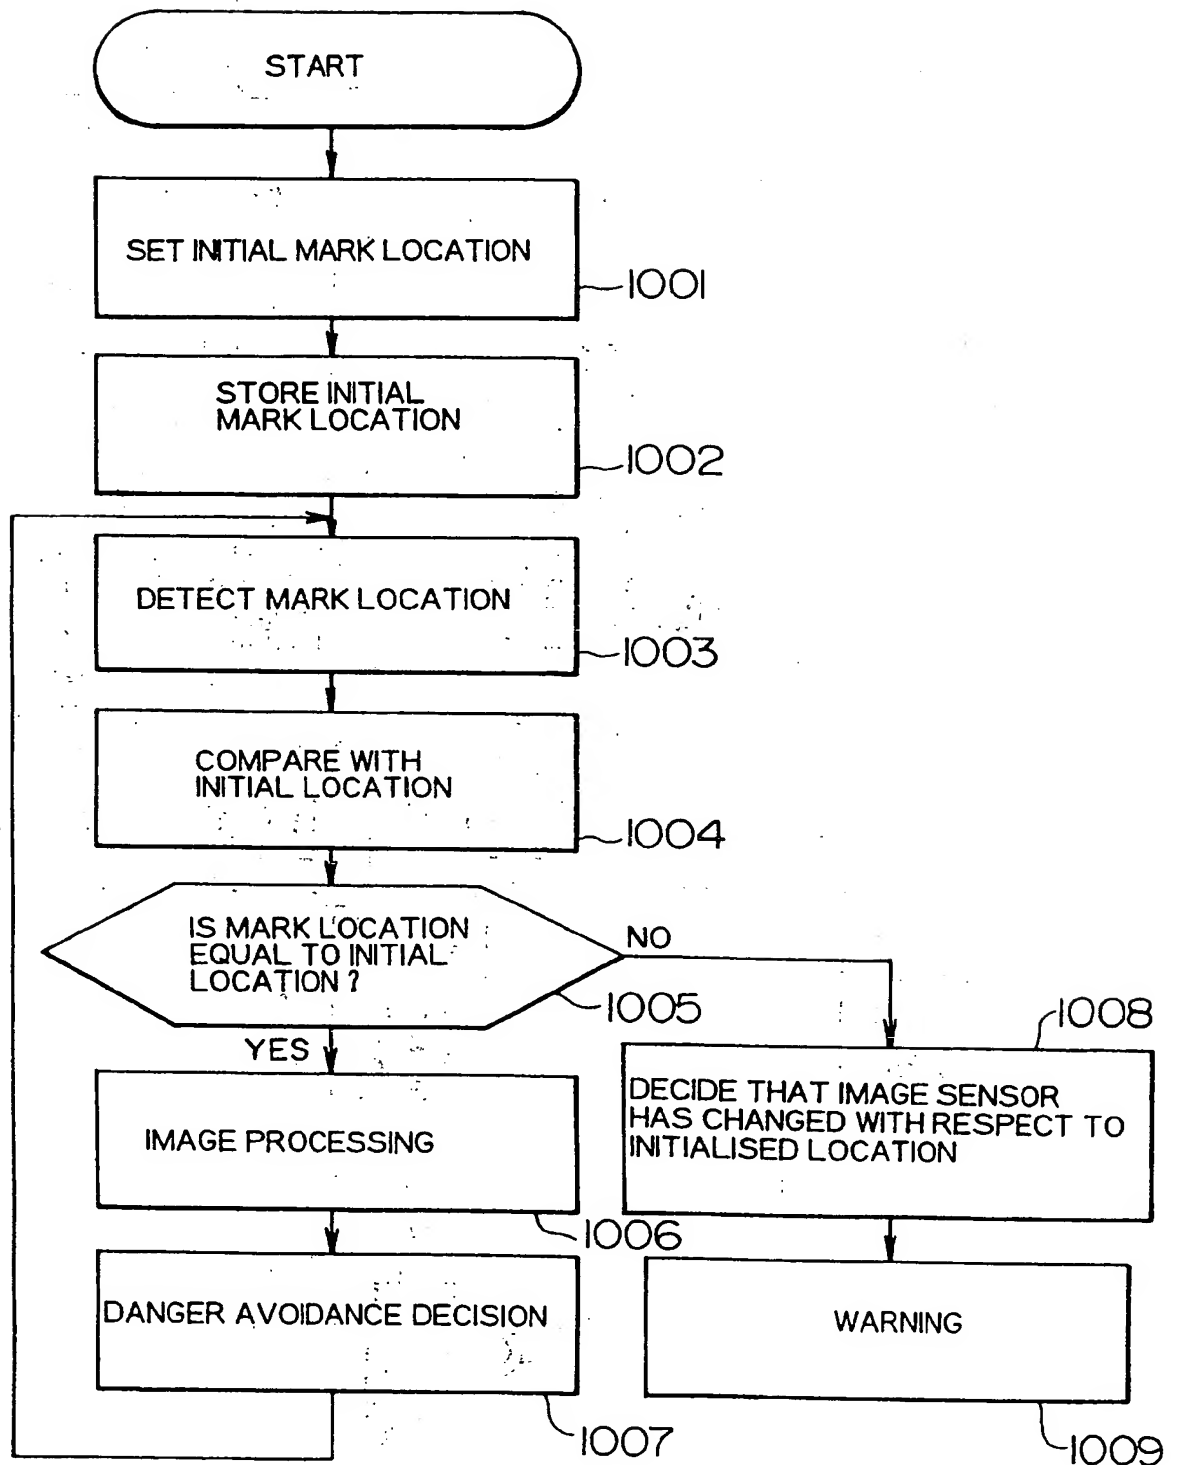 START
SET INITIAL MARK LOCATION
1001
STORE INITIAL
MARK LOCATION
1002
DETECT MARK LOCATION
1003
COMPARE WITH
INITIAL LOCATION
1004
IS MARK LOCATION
EQUAL TO INITIAL
LOCATION ?
1005
NO
YES
1008
DECIDE THAT IMAGE SENSOR
HAS CHANGED WITH RESPECT TO
INITIALISED LOCATION
IMAGE PROCESSING
1006
DANGER AVOIDANCE DECISION
1007
WARNING
1009